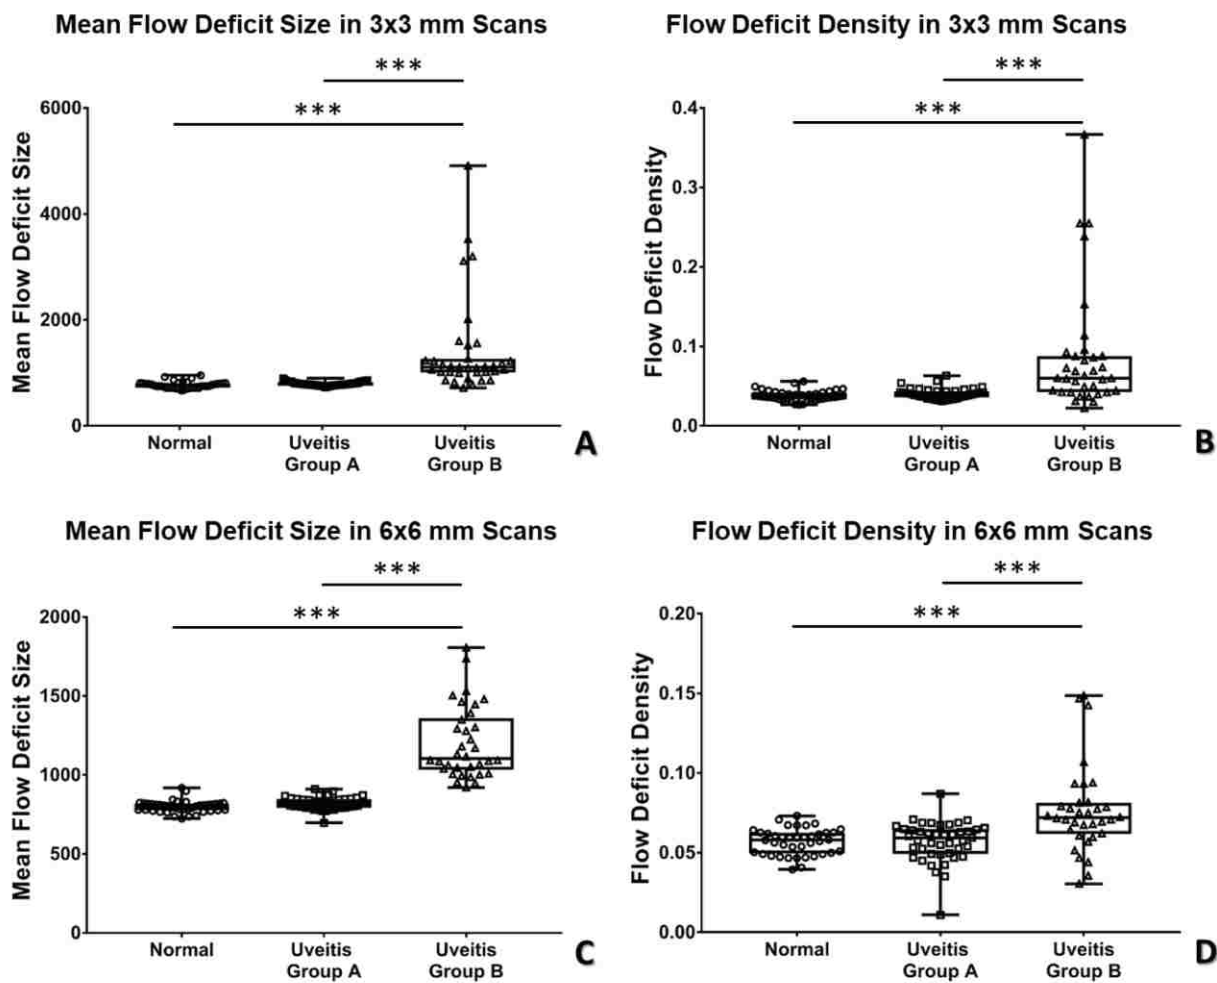 Mean Flow Deficit Size in 3x3 mm Scans
***
***
Mean Flow Deficit Size
6000
4000
2000
0
Normal
Uveitis
Group A
Uveitis
Group B
A
Flow Deficit Density in 3x3 mm Scans
***
***
Flow Deficit Density
0.4
0.3
0.2
0.1
0.0
Normal
Uveitis
Group A
Uveitis
Group B
B
Mean Flow Deficit Size in 6x6 mm Scans
***
***
Mean Flow Deficit Size
2000
1500
1000
500
0
Normal
Uveitis
Group A
Uveitis
Group B
C
Flow Deficit Density in 6x6 mm Scans
***
***
Flow Deficit Density
0.20
0.15
0.10
0.05
0.00
Normal
Uveitis
Group A
Uveitis
Group B
D